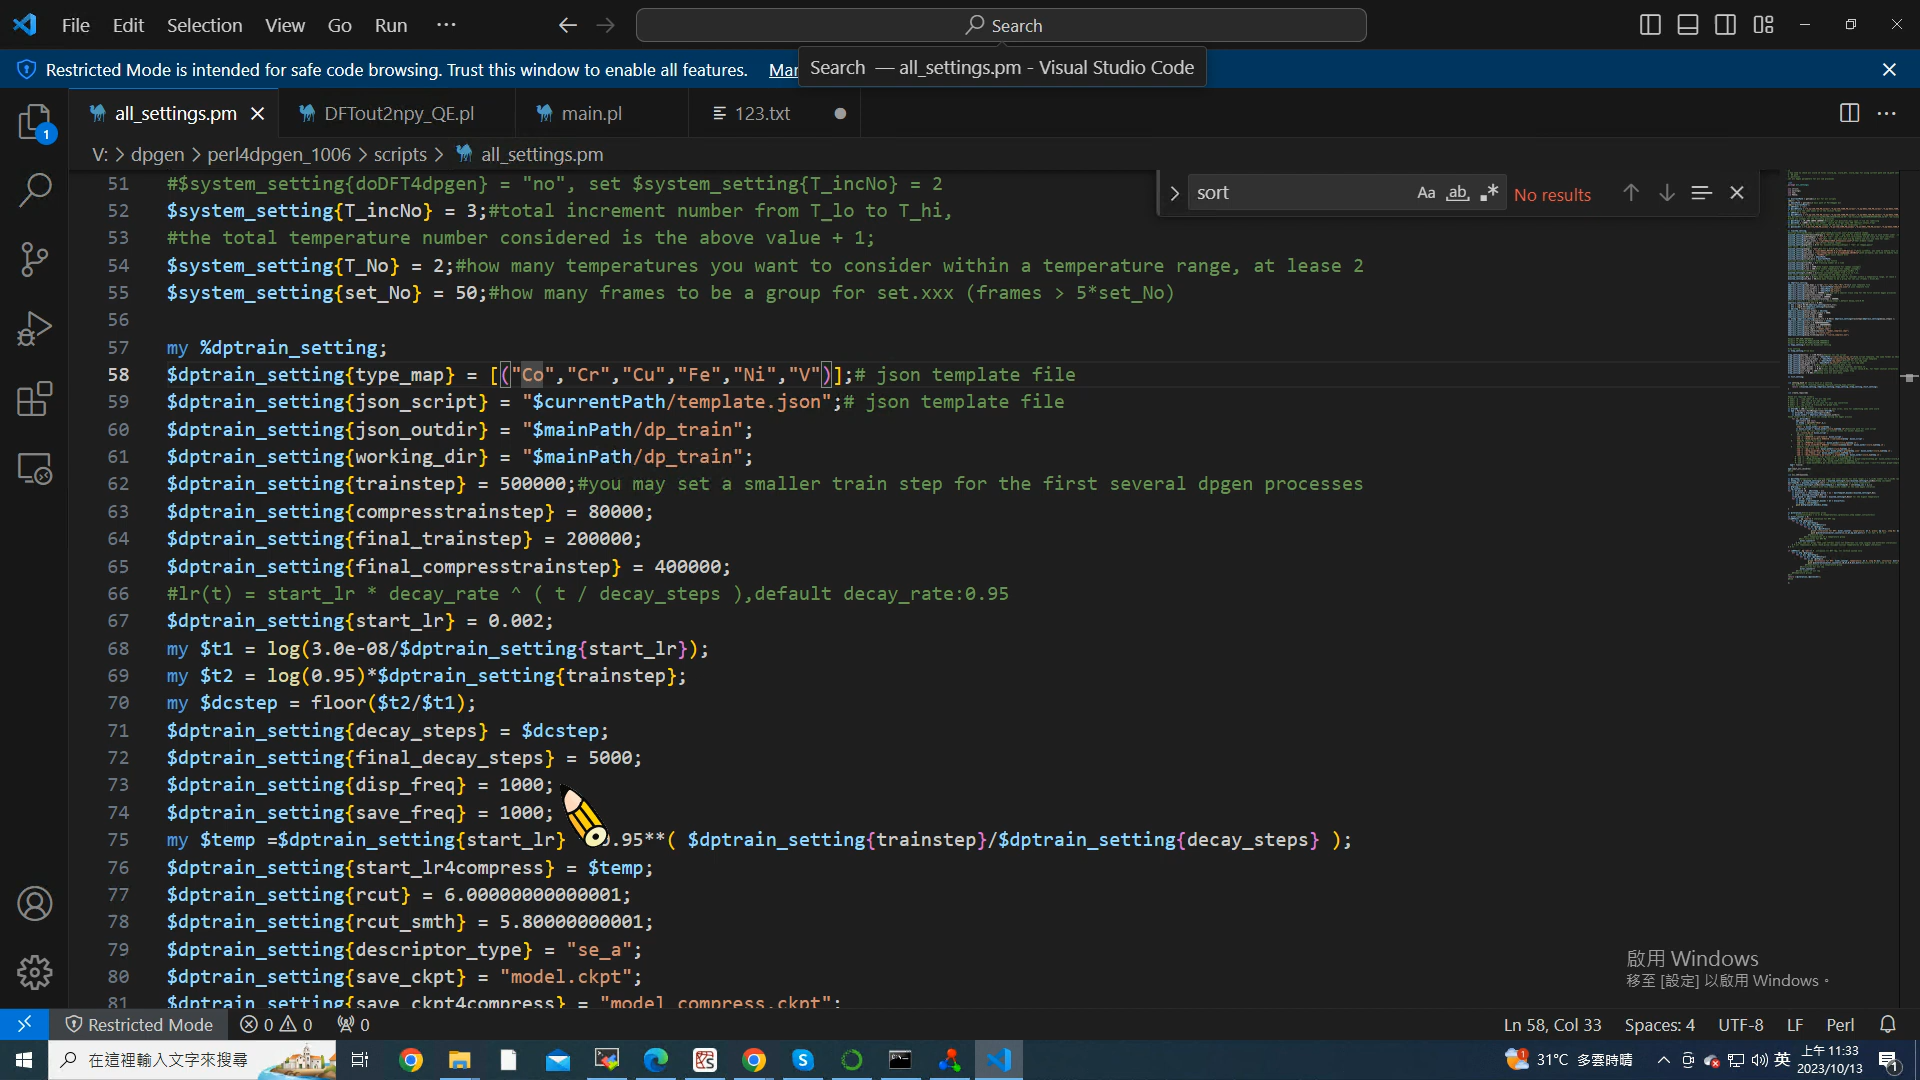 File Edit Selection View Go Run ··· Search
Restricted Mode is intended for safe code browsing. Trust this window to enable all features. Mar
Search — all_settings.pm - Visual Studio Code
all_settings.pm DFTout2npy_QE.pl main.pl 123.txt
1
V: > dpgen > perl4dpgen_1006 > scripts > all_settings.pm
sort Aa ab .* No results
51 #$system_setting{doDFT4dpgen} = "no", set $system_setting{T_incNo} = 2
52 $system_setting{T_incNo} = 3;#total increment number from T_lo to T_hi,
53 #the total temperature number considered is the above value + 1;
54 $system_setting{T_No} = 2;#how many temperatures you want to consider within a temperature range, at lease 2
55 $system_setting{set_No} = 50;#how many frames to be a group for set.xxx (frames > 5*set_No)
56
57 my %dptrain_setting;
58 $dptrain_setting{type_map} = [("Co","Cr","Cu","Fe","Ni","V")];# json template file
59 $dptrain_setting{json_script} = "$currentPath/template.json";# json template file
60 $dptrain_setting{json_outdir} = "$mainPath/dp_train";
61 $dptrain_setting{working_dir} = "$mainPath/dp_train";
62 $dptrain_setting{trainstep} = 500000;#you may set a smaller train step for the first several dpgen processes
63 $dptrain_setting{compresstrainstep} = 80000;
64 $dptrain_setting{final_trainstep} = 200000;
65 $dptrain_setting{final_compresstrainstep} = 400000;
66 #lr(t) = start_lr * decay_rate ^ ( t / decay_steps ),default decay_rate:0.95
67 $dptrain_setting{start_lr} = 0.002;
68 my $t1 = log(3.0e-08/$dptrain_setting{start_lr});
69 my $t2 = log(0.95)*$dptrain_setting{trainstep};
70 my $dcstep = floor($t2/$t1);
71 $dptrain_setting{decay_steps} = $dcstep;
72 $dptrain_setting{final_decay_steps} = 5000;
73 $dptrain_setting{disp_freq} = 1000;
74 $dptrain_setting{save_freq} = 1000;
75 my $temp =$dptrain_setting{start_lr} .95**( $dptrain_setting{trainstep}/$dptrain_setting{decay_steps} );
76 $dptrain_setting{start_lr4compress} = $temp;
77 $dptrain_setting{rcut} = 6.00000000000001;
78 $dptrain_setting{rcut_smth} = 5.80000000001;
79 $dptrain_setting{descriptor_type} = "se_a";
80 $dptrain_setting{save_ckpt} = "model.ckpt";
81 $dptrain_setting{save_ckpt4compress} = "model_compress.ckpt";
啟用 Windows
移至 [設定] 以啟用 Windows。
Restricted Mode 0 0 0 Ln 58, Col 33 Spaces: 4 UTF-8 LF Perl
在這裡輸入文字來搜尋 1 31°C 多雲時晴 英 上午 11:33
2023/10/13 1